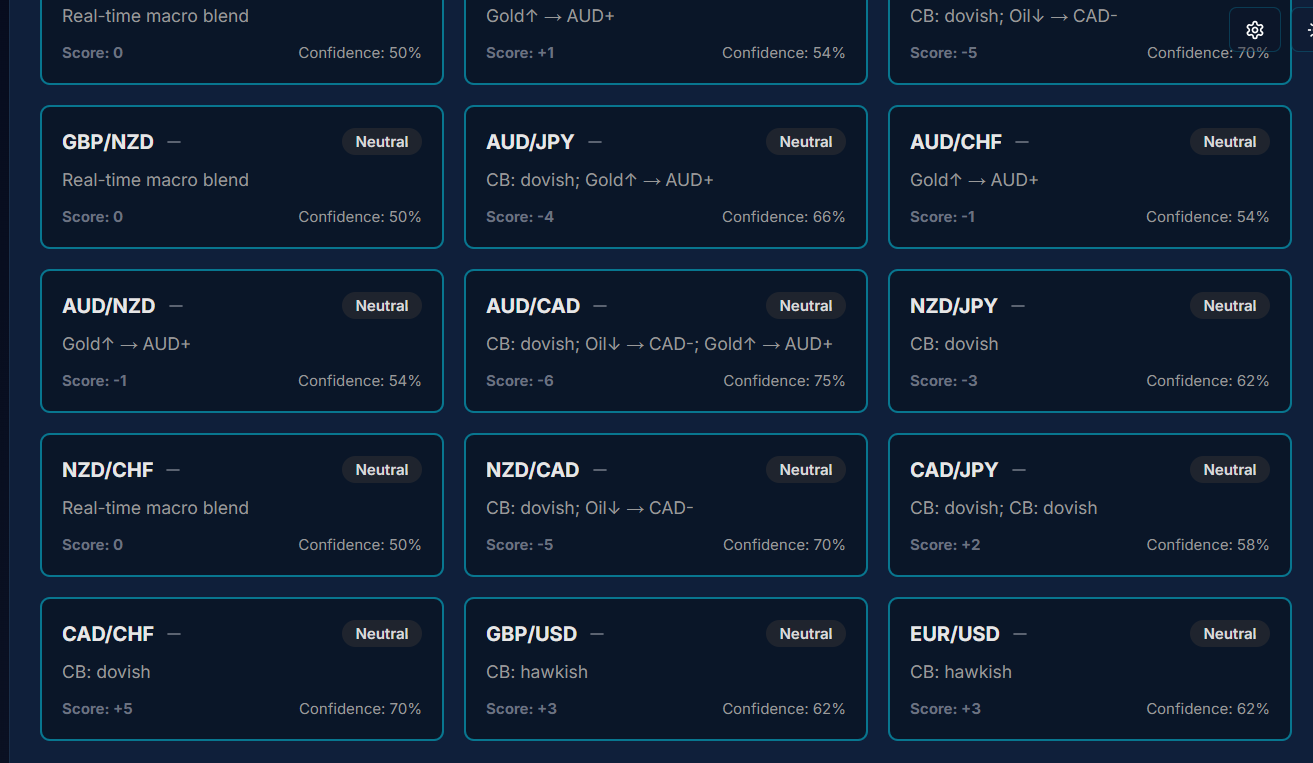 Real-time macro blend
Score: 0 Confidence: 50%
Gold↑ → AUD+
Score: +1 Confidence: 54%
CB: dovish; Oil↓ → CAD-
Score: -5 Confidence: 70%
GBP/NZD — Neutral
Real-time macro blend
Score: 0 Confidence: 50%
AUD/JPY — Neutral
CB: dovish; Gold↑ → AUD+
Score: -4 Confidence: 66%
AUD/CHF — Neutral
Gold↑ → AUD+
Score: -1 Confidence: 54%
AUD/NZD — Neutral
Gold↑ → AUD+
Score: -1 Confidence: 54%
AUD/CAD — Neutral
CB: dovish; Oil↓ → CAD-; Gold↑ → AUD+
Score: -6 Confidence: 75%
NZD/JPY — Neutral
CB: dovish
Score: -3 Confidence: 62%
NZD/CHF — Neutral
Real-time macro blend
Score: 0 Confidence: 50%
NZD/CAD — Neutral
CB: dovish; Oil↓ → CAD-
Score: -5 Confidence: 70%
CAD/JPY — Neutral
CB: dovish; CB: dovish
Score: +2 Confidence: 58%
CAD/CHF — Neutral
CB: dovish
Score: +5 Confidence: 70%
GBP/USD — Neutral
CB: hawkish
Score: +3 Confidence: 62%
EUR/USD — Neutral
CB: hawkish
Score: +3 Confidence: 62%